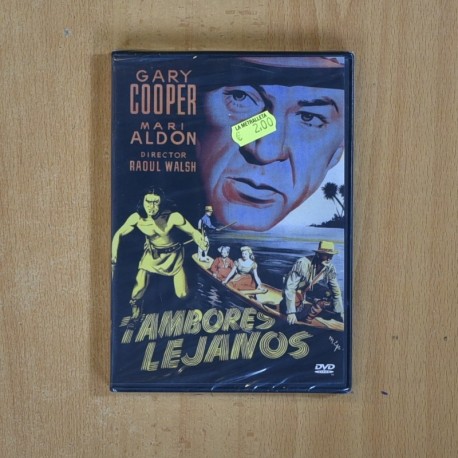 GARY
COOPER
MARI
ALDON
DIRECTOR
RAOUL WALSH
LA METRALLETA
€ 2,00
TAMBORES
LEJANOS
DVD